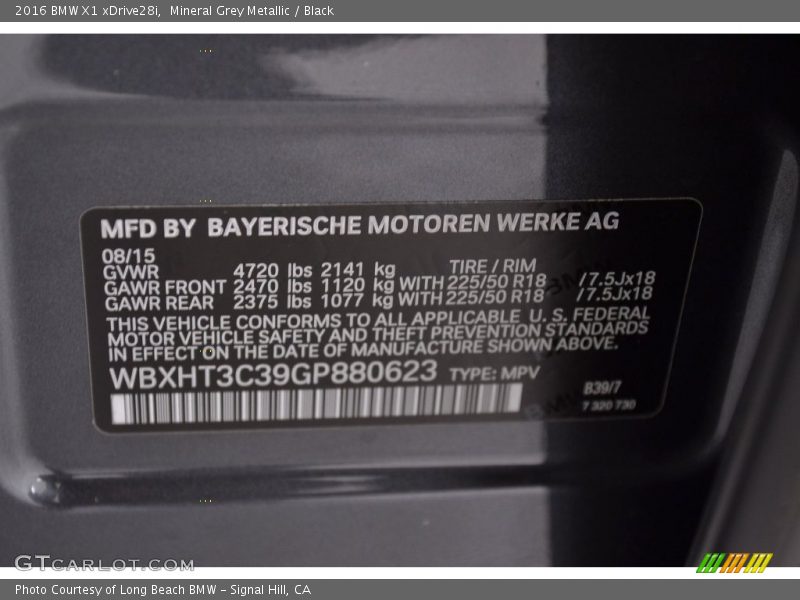 2016 BMW X1 xDrive28i, Mineral Grey Metallic / Black
MFD BY BAYERISCHE MOTOREN WERKE AG
08/15
GVWR 4720 lbs 2141 kg TIRE / RIM
GAWR FRONT 2470 lbs 1120 kg WITH 225/50 R18 /7.5Jx18
GAWR REAR 2375 lbs 1077 kg WITH 225/50 R18 /7.5Jx18
THIS VEHICLE CONFORMS TO ALL APPLICABLE U.S. FEDERAL
MOTOR VEHICLE SAFETY AND THEFT PREVENTION STANDARDS
IN EFFECT ON THE DATE OF MANUFACTURE SHOWN ABOVE.
WBXHT3C39GP880623 TYPE: MPV
B39/7
7 320 730
GTCARLOT.COM
Photo Courtesy of Long Beach BMW – Signal Hill, CA